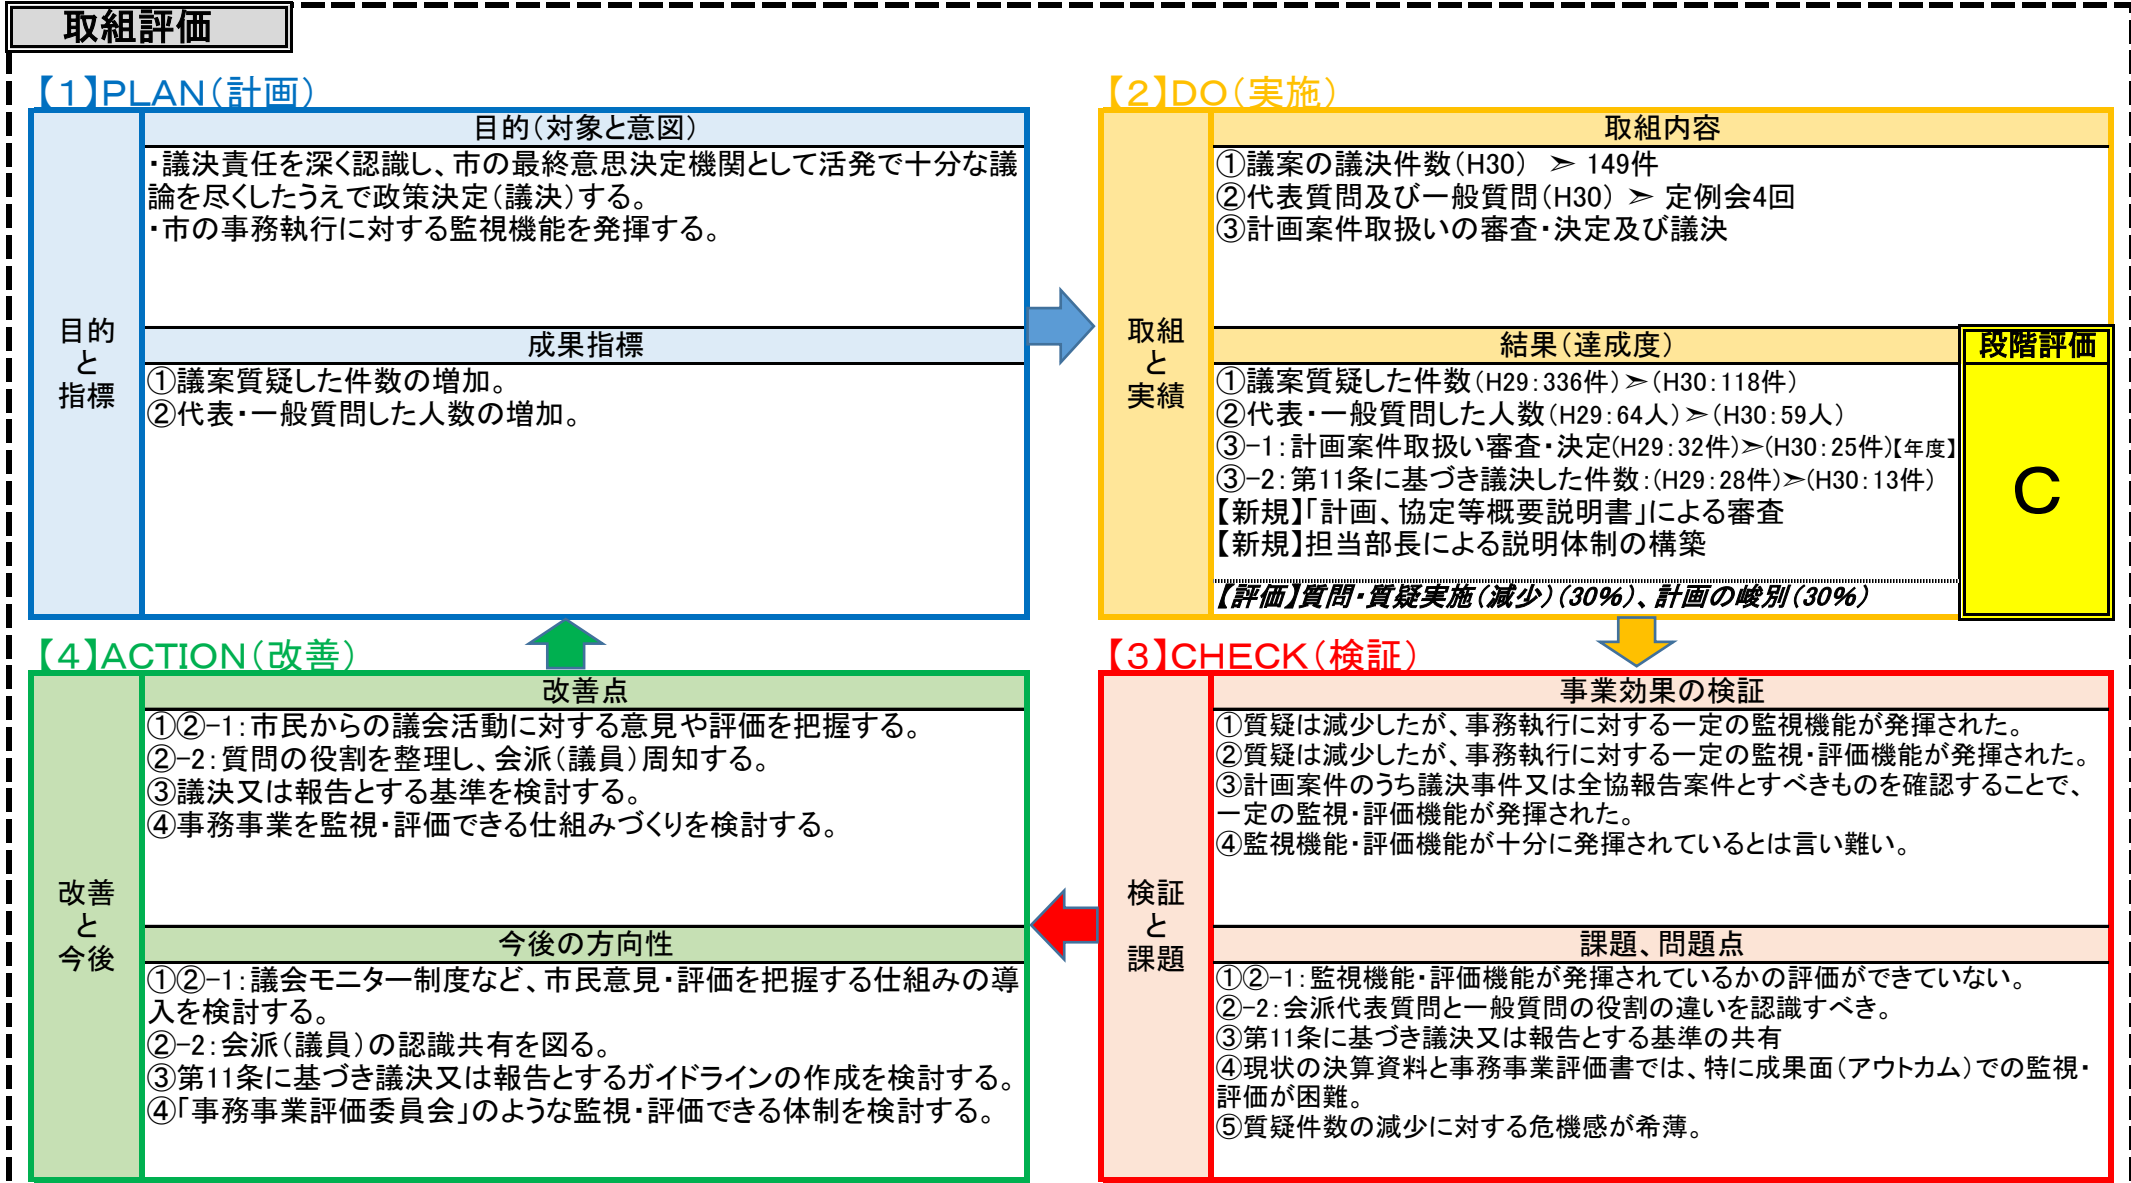 取組評価
【1】PLAN(計画)
目的
と
指標
目的(対象と意図)
・議決責任を深く認識し、市の最終意思決定機関として活発で十分な議
論を尽くしたうえで政策決定(議決)する。
・市の事務執行に対する監視機能を発揮する。
成果指標
①議案質疑した件数の増加。
②代表・一般質問した人数の増加。
【2】DO(実施)
取組
と
実績
取組内容
①議案の議決件数(H30) ➣ 149件
②代表質問及び一般質問(H30) ➣ 定例会4回
③計画案件取扱いの審査・決定及び議決
結果(達成度)
①議案質疑した件数(H29:336件)➣(H30:118件)
②代表・一般質問した人数(H29:64人)➣(H30:59人)
③-1:計画案件取扱い審査・決定(H29:32件)➣(H30:25件)【年度】
③-2:第11条に基づき議決した件数:(H29:28件)➣(H30:13件)
【新規】「計画、協定等概要説明書」による審査
【新規】担当部長による説明体制の構築
【評価】質問・質疑実施(減少)(30%)、計画の峻別(30%)
段階評価
C
【3】CHECK(検証)
検証
と
課題
事業効果の検証
①質疑は減少したが、事務執行に対する一定の監視機能が発揮された。
②質疑は減少したが、事務執行に対する一定の監視・評価機能が発揮された。
③計画案件のうち議決事件又は全協報告案件とすべきものを確認することで、
一定の監視・評価機能が発揮された。
④監視機能・評価機能が十分に発揮されているとは言い難い。
課題、問題点
①②-1:監視機能・評価機能が発揮されているかの評価ができていない。
②-2:会派代表質問と一般質問の役割の違いを認識すべき。
③第11条に基づき議決又は報告とする基準の共有
④現状の決算資料と事務事業評価書では、特に成果面(アウトカム)での監視・
評価が困難。
⑤質疑件数の減少に対する危機感が希薄。
【4】ACTION(改善)
改善
と
今後
改善点
①②-1:市民からの議会活動に対する意見や評価を把握する。
②-2:質問の役割を整理し、会派(議員)周知する。
③議決又は報告とする基準を検討する。
④事務事業を監視・評価できる仕組みづくりを検討する。
今後の方向性
①②-1:議会モニター制度など、市民意見・評価を把握する仕組みの導
入を検討する。
②-2:会派(議員)の認識共有を図る。
③第11条に基づき議決又は報告とするガイドラインの作成を検討する。
④「事務事業評価委員会」のような監視・評価できる体制を検討する。